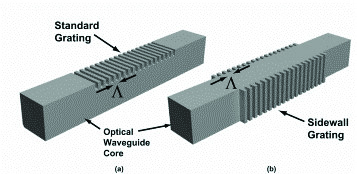 Standard
Grating
Λ
Optical
Waveguide
Core
(a)
Λ
Sidewall
Grating
(b)